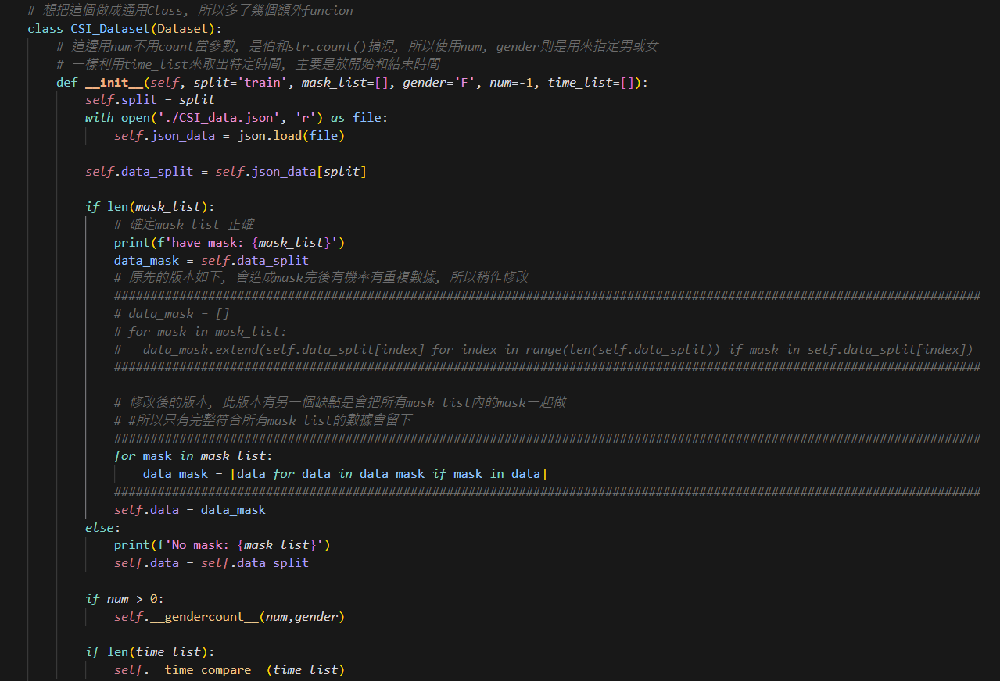 # 想把這個做成通用Class, 所以多了幾個額外funcion
class CSI_Dataset(Dataset):
# 這邊用num不用count當參數, 是怕和str.count()搞混, 所以使用num, gender則是用來指定男或女
# 一樣利用time_list來取出特定時間, 主要是放開始和結束時間
def __init__(self, split='train', mask_list=[], gender='F', num=-1, time_list=[]):
self.split = split
with open('./CSI_data.json', 'r') as file:
self.json_data = json.load(file)
self.data_split = self.json_data[split]
if len(mask_list):
# 確定mask list 正確
print(f'have mask: {mask_list}')
data_mask = self.data_split
# 原先的版本如下, 會造成mask完後有機率有重複數據, 所以稍作修改
########################################################################################################################
# data_mask = []
# for mask in mask_list:
#   data_mask.extend(self.data_split[index] for index in range(len(self.data_split)) if mask in self.data_split[index])
########################################################################################################################
# 修改後的版本, 此版本有另一個缺點是會把所有mask list內的mask一起做
# #所以只有完整符合所有mask list的數據會留下
########################################################################################################################
for mask in mask_list:
data_mask = [data for data in data_mask if mask in data]
########################################################################################################################
self.data = data_mask
else:
print(f'No mask: {mask_list}')
self.data = self.data_split
if num > 0:
self.__gendercount__(num,gender)
if len(time_list):
self.__time_compare__(time_list)